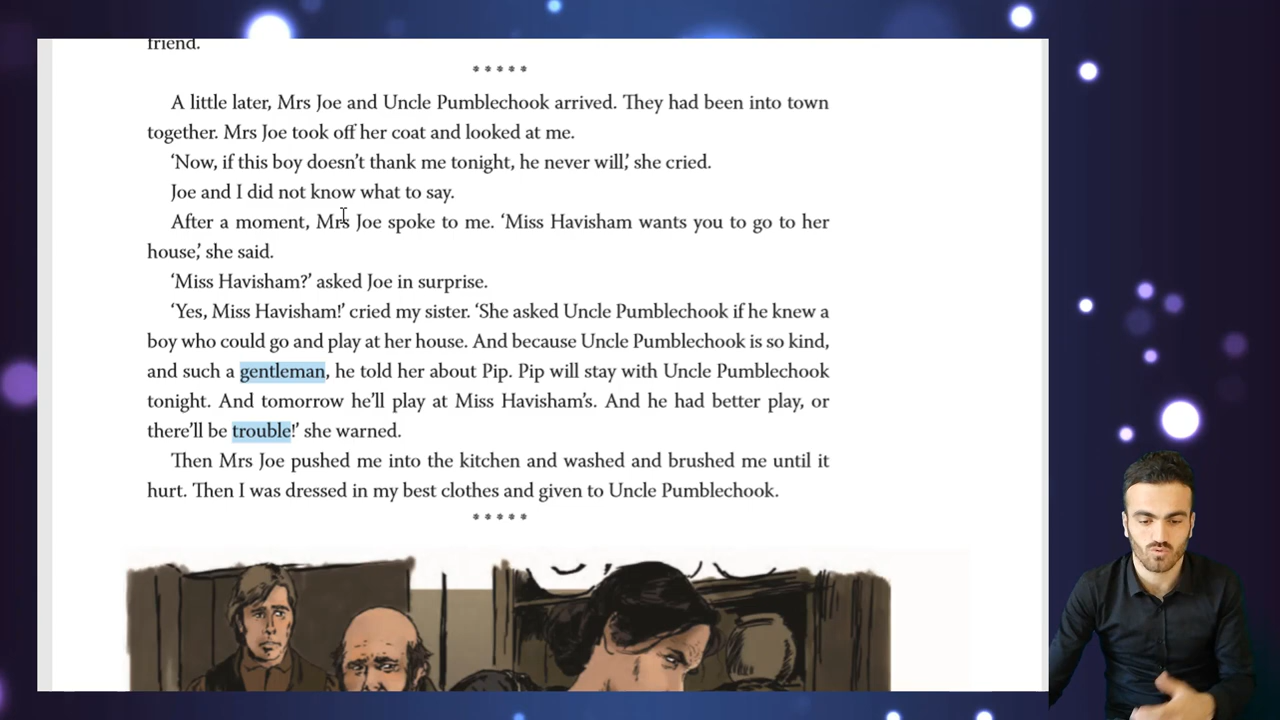 friend.
*****
A little later, Mrs Joe and Uncle Pumblechook arrived. They had been into town
together. Mrs Joe took off her coat and looked at me.
‘Now, if this boy doesn’t thank me tonight, he never will,’ she cried.
Joe and I did not know what to say.
After a moment, Mrs Joe spoke to me. ‘Miss Havisham wants you to go to her
house,’ she said.
‘Miss Havisham?’ asked Joe in surprise.
‘Yes, Miss Havisham!’ cried my sister. ‘She asked Uncle Pumblechook if he knew a
boy who could go and play at her house. And because Uncle Pumblechook is so kind,
and such a gentleman, he told her about Pip. Pip will stay with Uncle Pumblechook
tonight. And tomorrow he’ll play at Miss Havisham’s. And he had better play, or
there’ll be trouble!’ she warned.
Then Mrs Joe pushed me into the kitchen and washed and brushed me until it
hurt. Then I was dressed in my best clothes and given to Uncle Pumblechook.
*****